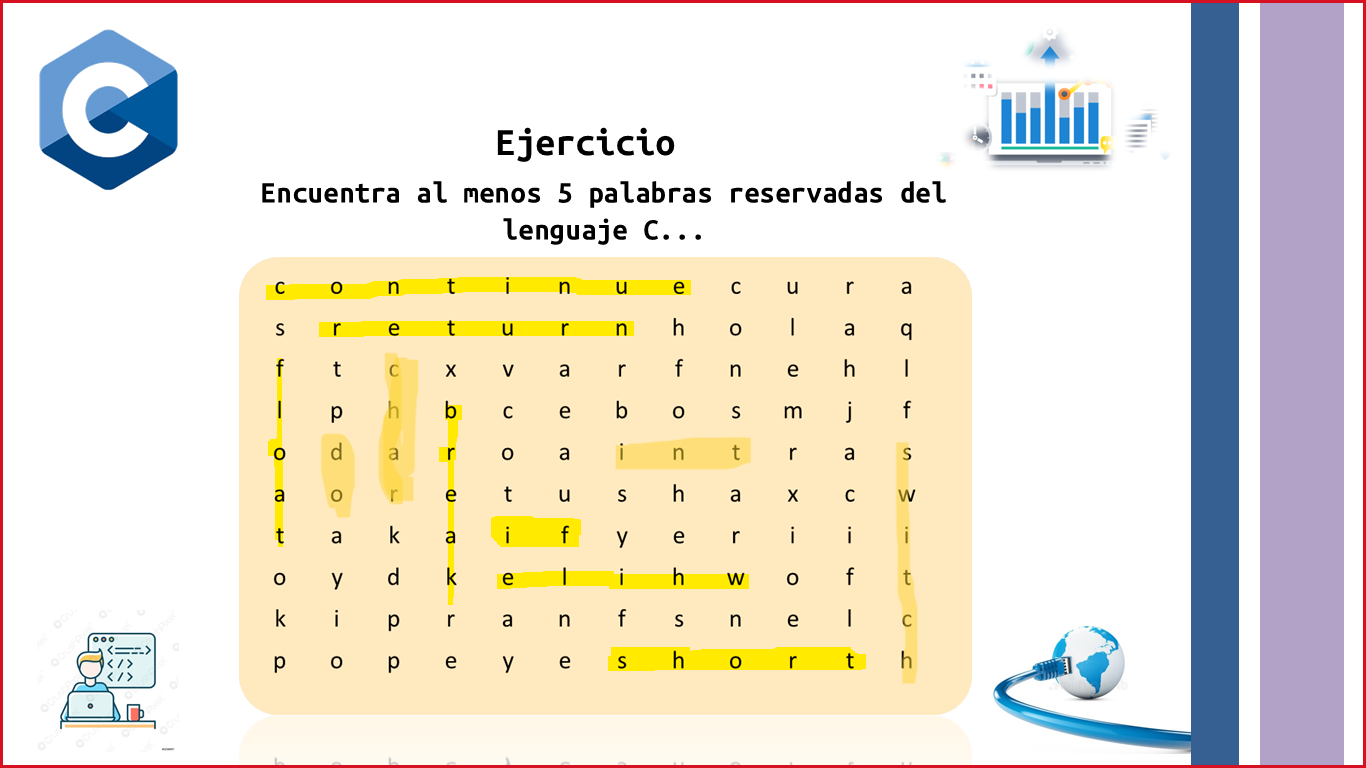 Ejercicio
Encuentra al menos 5 palabras reservadas del
lenguaje C...
c o n t i n u e c u r a
s r e t u r n h o l a q
f t c x v a r f n e h l
l p h b c e b o s m j f
o d a r o a i n t r a s
a o r e t u s h a x c w
t a k a i f y e r i i i
o y d k e l i h w o f t
k i p r a n f s n e l c
p o p e y e s h o r t h